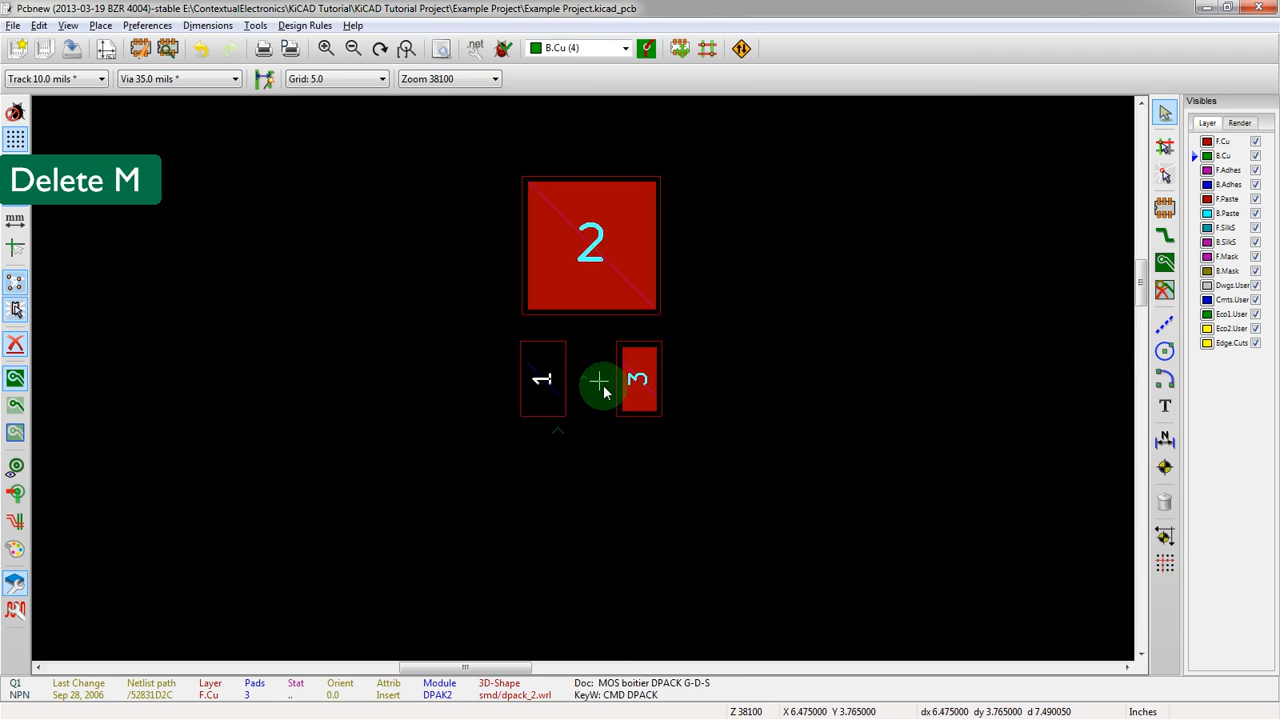 Pcbnew (2013-03-19 BZR 4004)-stable E:\ContextualElectronics\KiCAD Tutorial\KiCAD Tutorial Project\Example Project\Example Project.kicad_pcb
File Edit View Place Preferences Dimensions Tools Design Rules Help
.net
B.Cu (4)
Track 10.0 mils * Via 35.0 mils * Grid: 5.0 Zoom 38100
Visibles
Layer Render
F.Cu
B.Cu
F.Adhes
B.Adhes
F.Paste
B.Paste
F.SilkS
B.SilkS
F.Mask
B.Mask
Dwgs.User
Cmts.User
Eco1.User
Eco2.User
Edge.Cuts
Delete M
mm
2
1
3
T
N
Q1 Last Change Netlist path Layer Pads Stat Orient Attrib Module 3D-Shape Doc: MOS boitier DPACK G-D-S
NPN Sep 28, 2006 /52831D2C F.Cu 3 .. 0.0 Insert DPAK2 smd/dpack_2.wrl KeyW: CMD DPACK
Z 38100 X 6.475000 Y 3.765000 dx 6.475000 dy 3.765000 d 7.490050 Inches